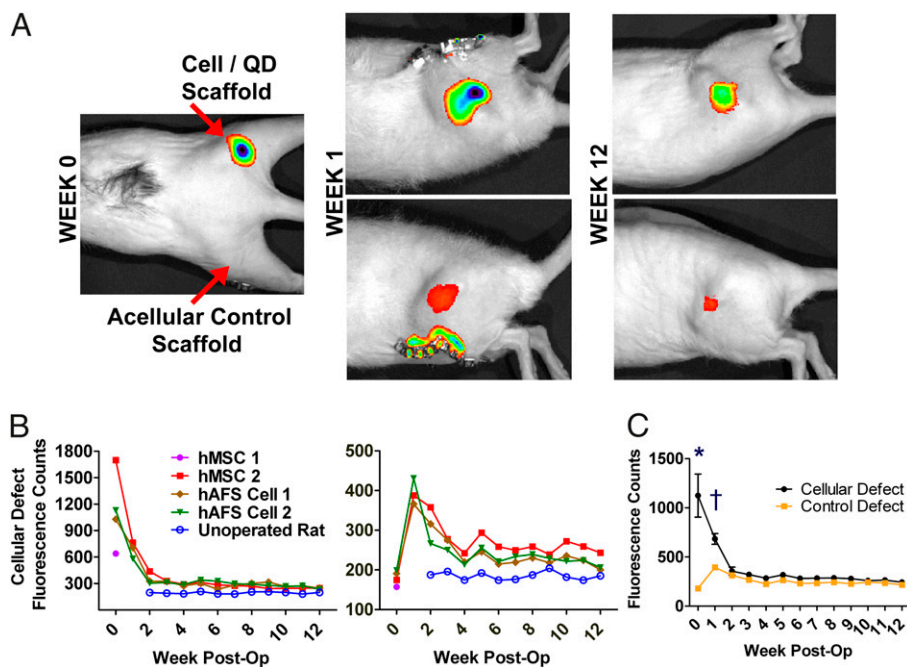 A
WEEK 0
Cell / QD
Scaffold
Acellular Control
Scaffold
WEEK 1
WEEK 12
B
Cellular Defect
Fluorescence Counts
1800
1500
1200
900
600
300
0 2 4 6 8 10 12
Week Post-Op
hMSC 1
hMSC 2
hAFS Cell 1
hAFS Cell 2
Unoperated Rat
500
400
300
200
100
0 2 4 6 8 10 12
Week Post-Op
C
Fluorescence Counts
1500
1000
500
0
*
†
Cellular Defect
Control Defect
0 1 2 3 4 5 6 7 8 9 10 11 12
Week Post-Op